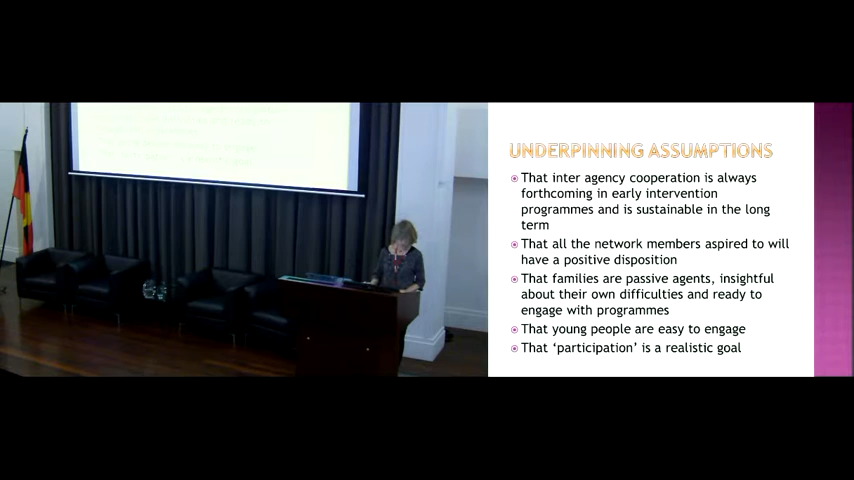 UNDERPINNING ASSUMPTIONS
That inter agency cooperation is always
forthcoming in early intervention
programmes and is sustainable in the long
term
That all the network members aspired to will
have a positive disposition
That families are passive agents, insightful
about their own difficulties and ready to
engage with programmes
That young people are easy to engage
That ‘participation’ is a realistic goal